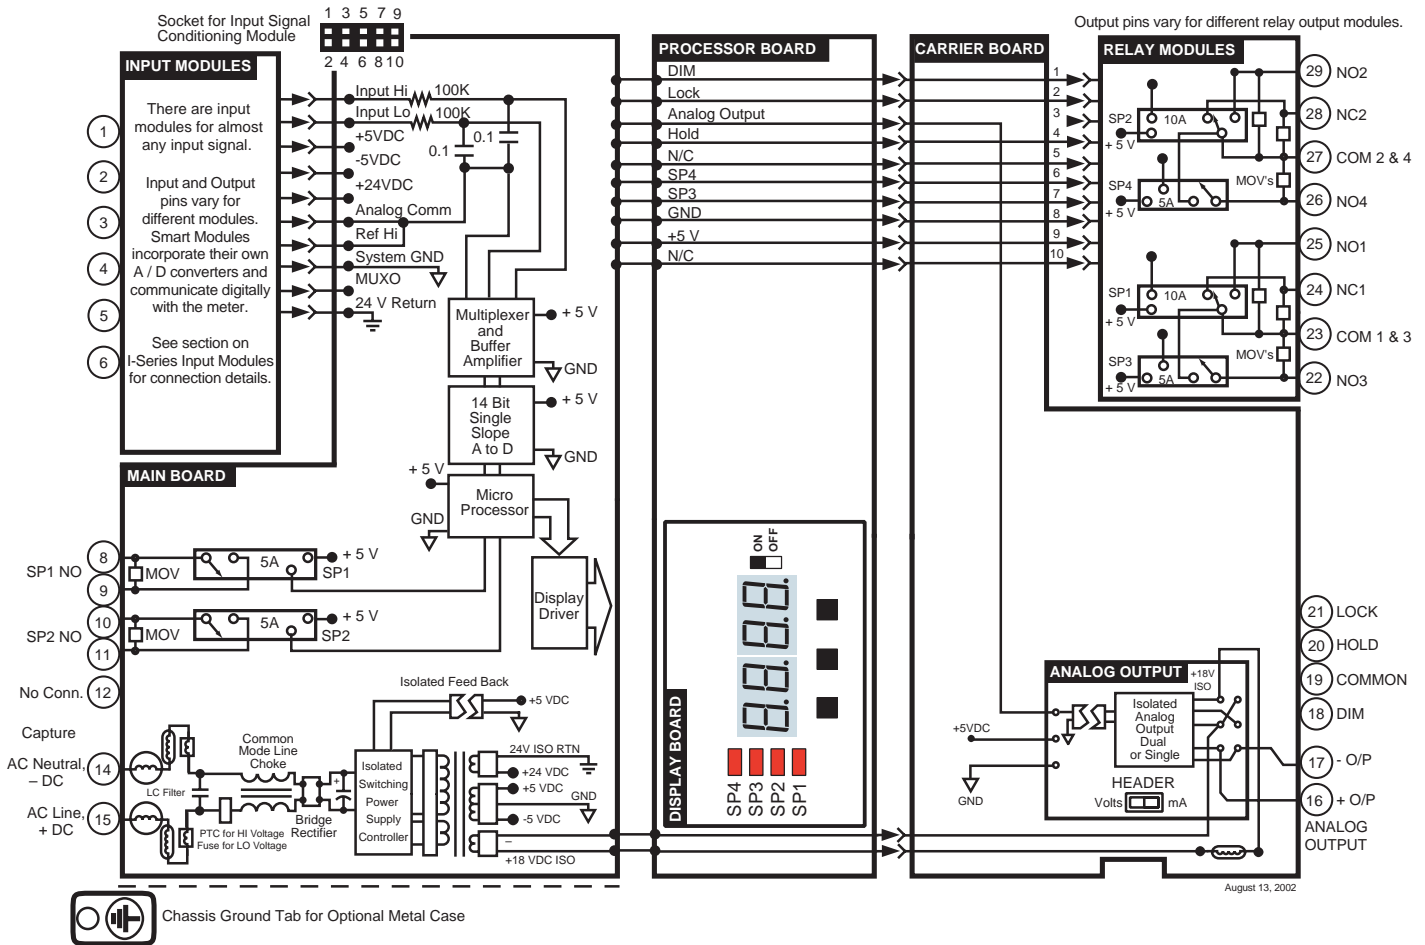 Socket for Input Signal
Conditioning Module
1 3 5 7 9
2 4 6 8 10
Output pins vary for different relay output modules.
INPUT MODULES
There are input
modules for almost
any input signal.
Input and Output
pins vary for
different modules.
Smart Modules
incorporate their own
A / D converters and
communicate digitally
with the meter.
See section on
I-Series Input Modules
for connection details.
1
2
3
4
5
6
Input Hi
100K
Input Lo
100K
+5VDC
-5VDC
+24VDC
Analog Comm
Ref Hi
System GND
MUXO
24 V Return
0.1
0.1
Multiplexer
and
Buffer
Amplifier
+ 5 V
GND
14 Bit
Single
Slope
A to D
+ 5 V
GND
+ 5 V
Micro
Processor
GND
Display
Driver
MAIN BOARD
SP1 NO
8
9
MOV
5A
+ 5 V
SP1
SP2 NO
10
11
MOV
5A
+ 5 V
SP2
No Conn.
12
Capture
AC Neutral,
– DC
14
AC Line,
+ DC
15
LC Filter
Common
Mode Line
Choke
PTC for HI Voltage
Fuse for LO Voltage
Bridge
Rectifier
+
Isolated Feed Back
+5 VDC
Isolated
Switching
Power
Supply
Controller
24V ISO RTN
+24 VDC
+5 VDC
GND
-5 VDC
–
+18 VDC ISO
Chassis Ground Tab for Optional Metal Case
PROCESSOR BOARD
DIM
Lock
Analog Output
Hold
N/C
SP4
SP3
GND
+5 V
N/C
DISPLAY BOARD
ON
OFF
SP4
SP3
SP2
SP1
CARRIER BOARD
1
2
3
4
5
6
7
8
9
10
RELAY MODULES
SP2
10A
+ 5 V
SP4
5A
+ 5 V
MOV's
SP1
10A
+ 5 V
SP3
5A
+ 5 V
MOV's
29 NO2
28 NC2
27 COM 2 & 4
26 NO4
25 NO1
24 NC1
23 COM 1 & 3
22 NO3
21 LOCK
20 HOLD
19 COMMON
18 DIM
17 - O/P
16 + O/P
ANALOG
OUTPUT
ANALOG OUTPUT
+18V
ISO
Isolated
Analog
Output
Dual
or Single
HEADER
Volts
mA
+5VDC
GND
August 13, 2002